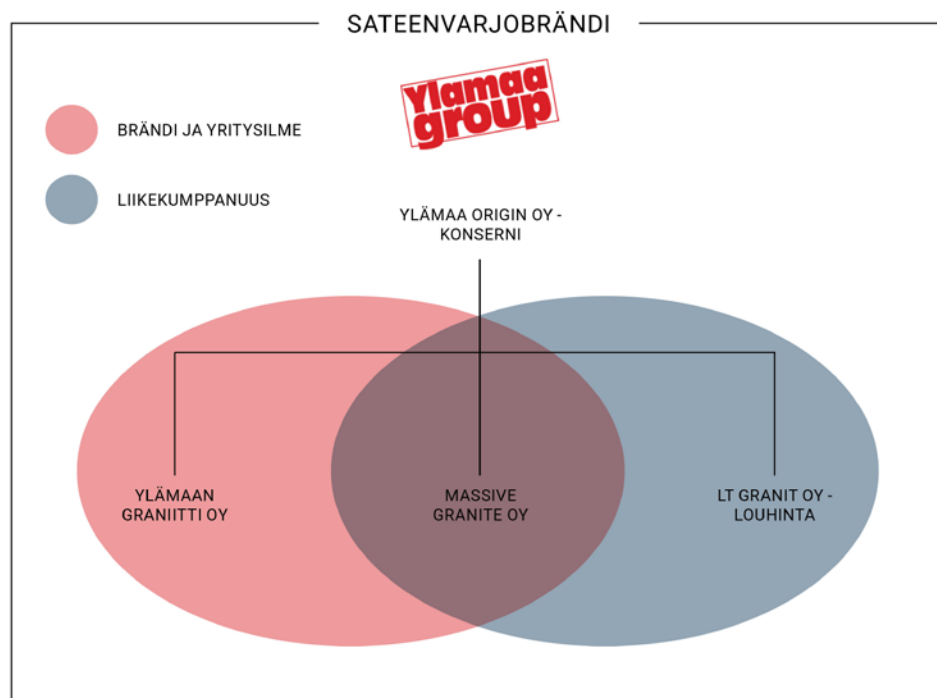 SATEENVARJOBRÄNDI
Ylämaa
group
BRÄNDI JA YRITYSILME
LIIKEKUMPPANUUS
YLÄMAA ORIGIN OY -
KONSERNI
YLÄMAAN
GRANIITTI OY
MASSIVE
GRANITE OY
LT GRANIT OY -
LOUHINTA